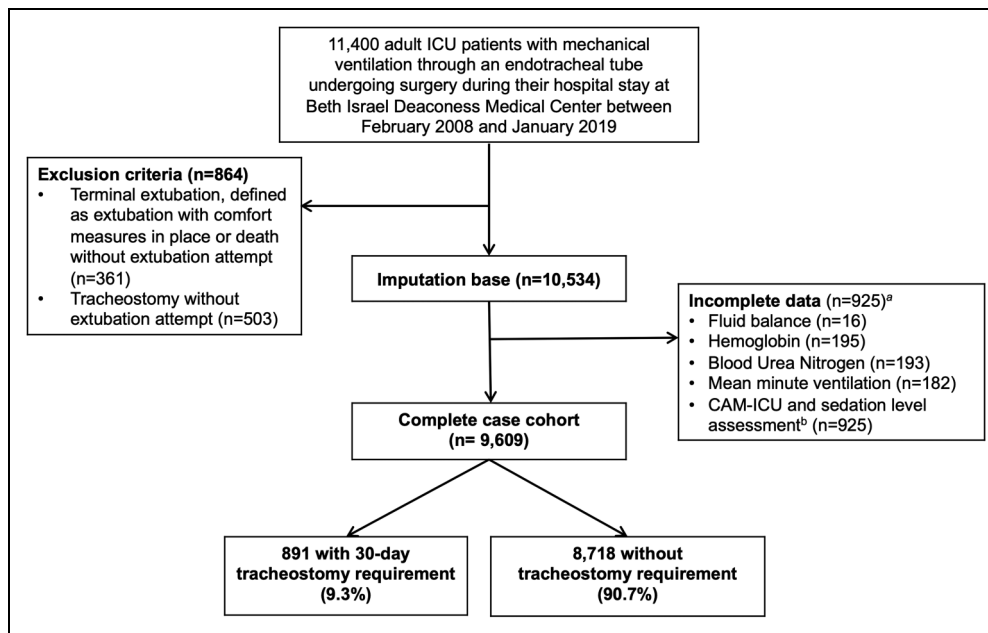 11,400 adult ICU patients with mechanical
ventilation through an endotracheal tube
undergoing surgery during their hospital stay at
Beth Israel Deaconess Medical Center between
February 2008 and January 2019
Exclusion criteria (n=864)
• Terminal extubation, defined
as extubation with comfort
measures in place or death
without extubation attempt
(n=361)
• Tracheostomy without
extubation attempt (n=503)
Imputation base (n=10,534)
Incomplete data (n=925)a
• Fluid balance (n=16)
• Hemoglobin (n=195)
• Blood Urea Nitrogen (n=193)
• Mean minute ventilation (n=182)
• CAM-ICU and sedation level
assessmentb (n=925)
Complete case cohort
(n= 9,609)
891 with 30-day
tracheostomy requirement
(9.3%)
8,718 without
tracheostomy requirement
(90.7%)